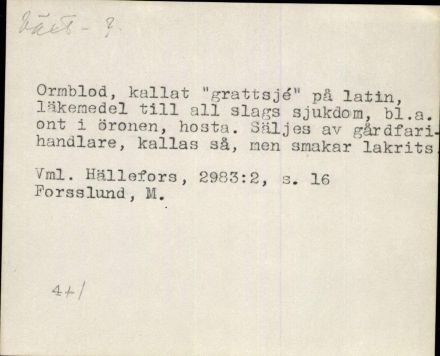 Växt - ?
Ormblod, kallat "grattsjé" på latin,
läkemedel till all slags sjukdom, bl.a.
ont i öronen, hosta. Säljes av gårdfari-
handlare, kallas så, men smakar lakrits.
Vml. Hällefors, 2983:2, s. 16
Forsslund, M.
4+/